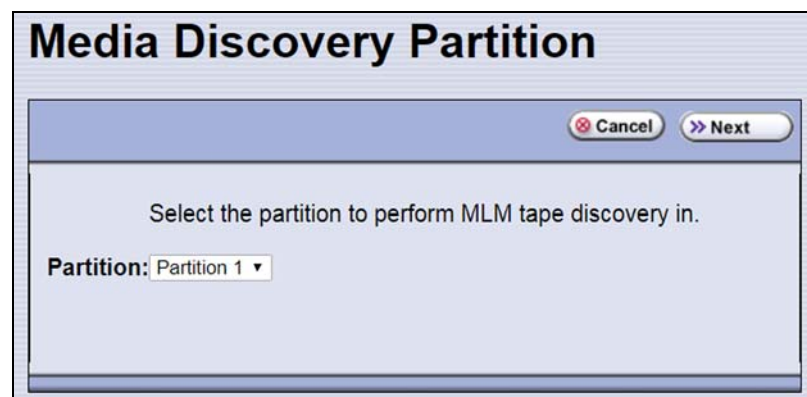 Media Discovery Partition
Cancel
Next
Select the partition to perform MLM tape discovery in.
Partition: Partition 1